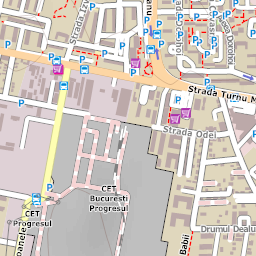 Strada Turnu M
Strada Odei
CET
București
Progresul
CET
Progresul
Drumul Dealu
Babii